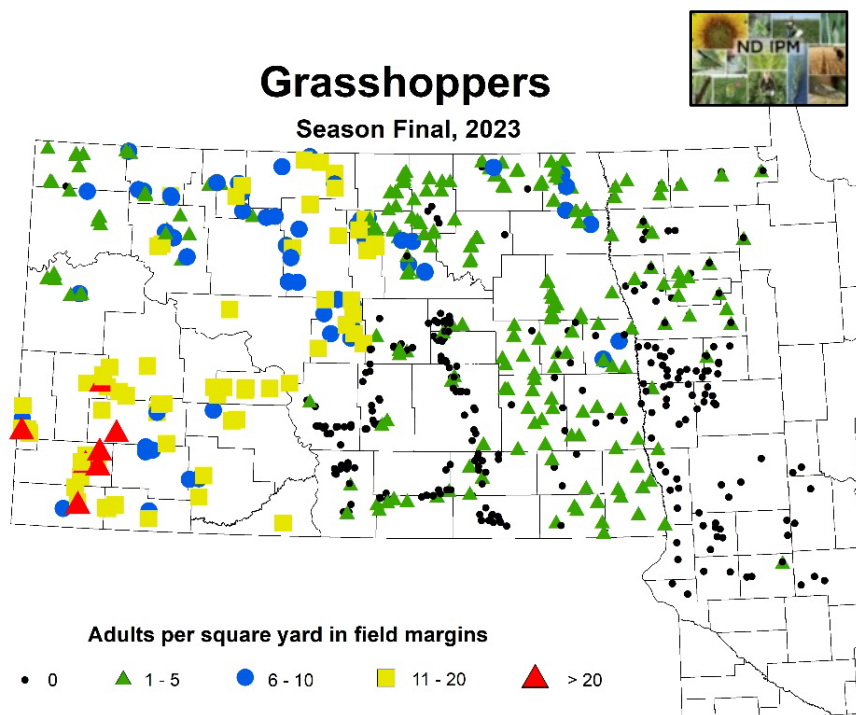 ND IPM
Grasshoppers
Season Final, 2023
Adults per square yard in field margins
0 1 - 5 6 - 10 11 - 20 > 20